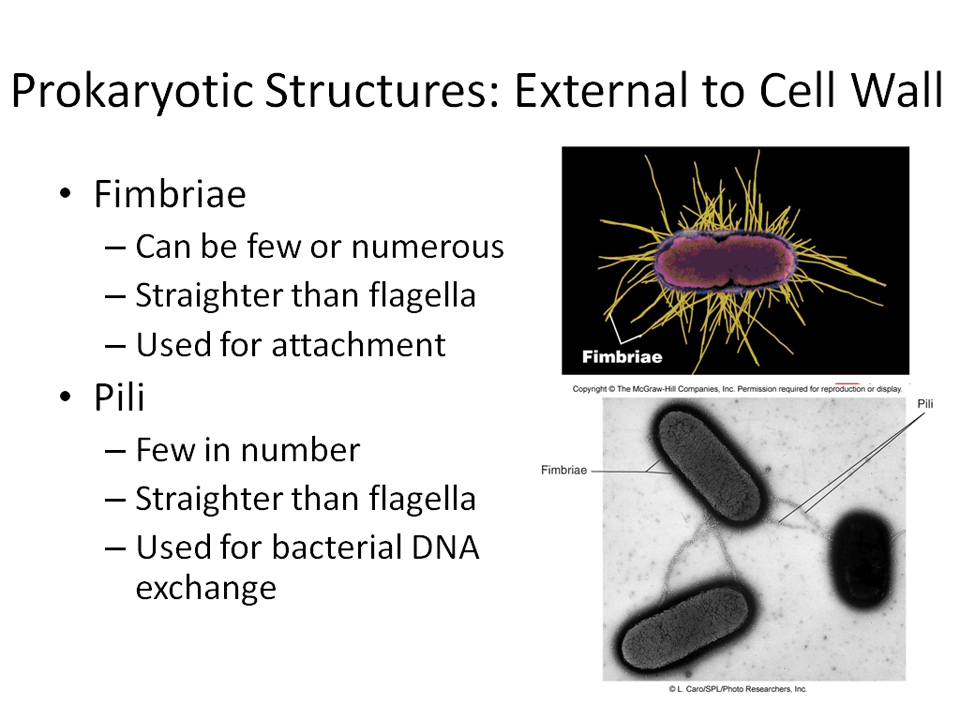 Prokaryotic Structures: External to Cell Wall
• Fimbriae
– Can be few or numerous
– Straighter than flagella
– Used for attachment
• Pili
– Few in number
– Straighter than flagella
– Used for bacterial DNA
exchange
Fimbriae
Copyright © The McGraw-Hill Companies, Inc. Permission required for reproduction or display.
Pili
Fimbriae
© L. Caro/SPL/Photo Researchers, Inc.